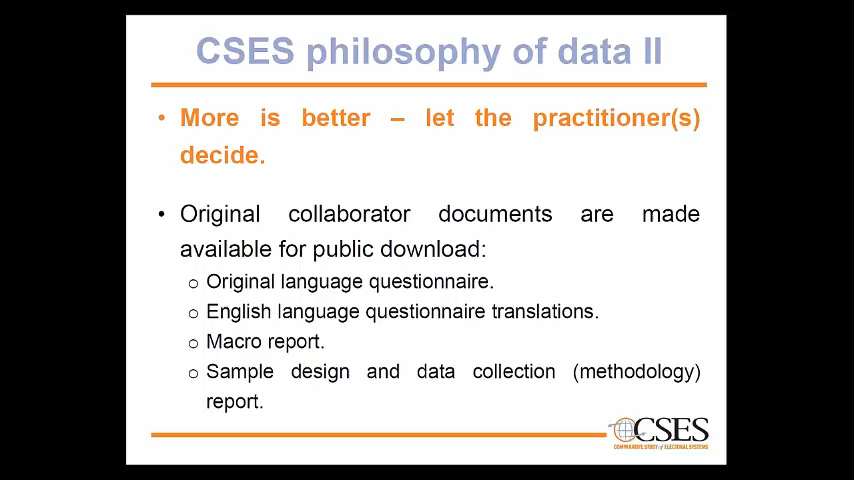 CSES philosophy of data II
• More is better – let the practitioner(s)
decide.
• Original collaborator documents are made
available for public download:
o Original language questionnaire.
o English language questionnaire translations.
o Macro report.
o Sample design and data collection (methodology)
report.
CSES
COMPARATIVE STUDY of ELECTORAL SYSTEMS